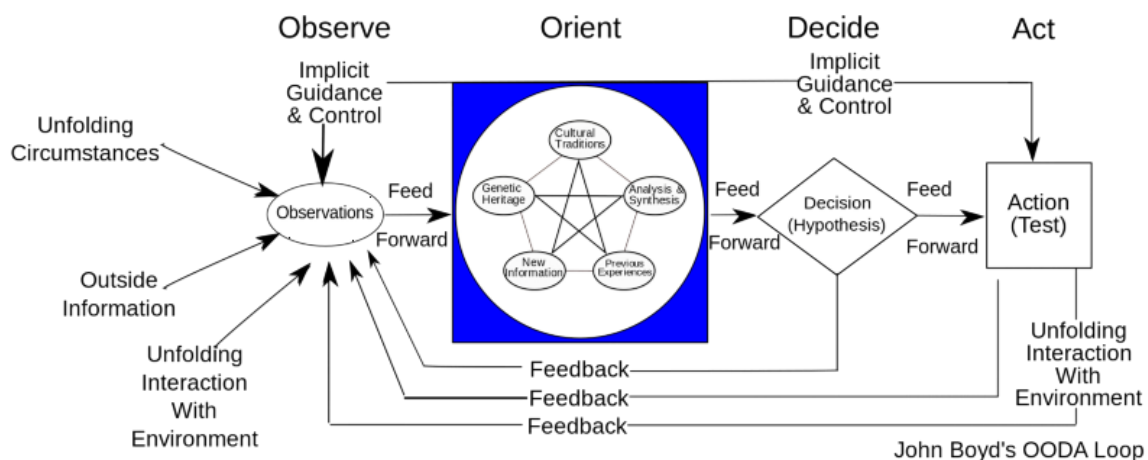 Observe
Orient
Decide
Act
Implicit
Guidance
& Control
Implicit
Guidance
& Control
Unfolding
Circumstances
Cultural
Traditions
Genetic
Heritage
Analysis &
Synthesis
New
Information
Previous
Experiences
Observations
Feed
Forward
Feed
Forward
Decision
(Hypothesis)
Feed
Forward
Action
(Test)
Outside
Information
Unfolding
Interaction
With
Environment
Unfolding
Interaction
With
Environment
Feedback
Feedback
Feedback
John Boyd's OODA Loop